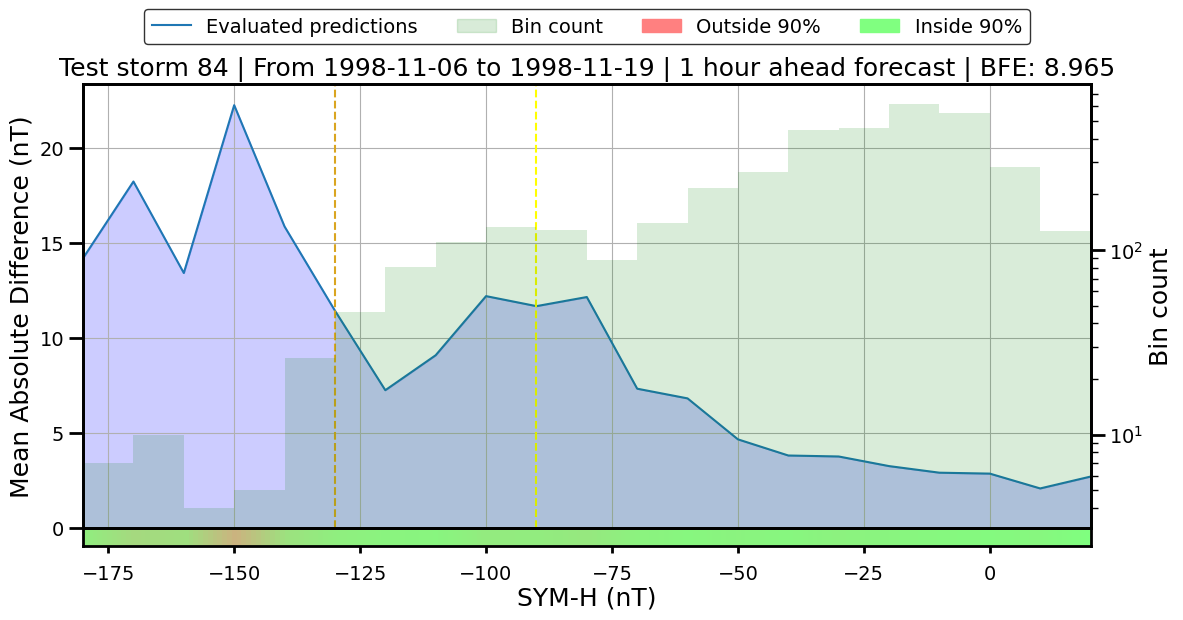 Evaluated predictions Bin count Outside 90% Inside 90%
Test storm 84 | From 1998-11-06 to 1998-11-19 | 1 hour ahead forecast | BFE: 8.965
Mean Absolute Difference (nT)
20
15
10
5
0
10²
10¹
Bin count
−175 −150 −125 −100 −75 −50 −25 0
SYM-H (nT)